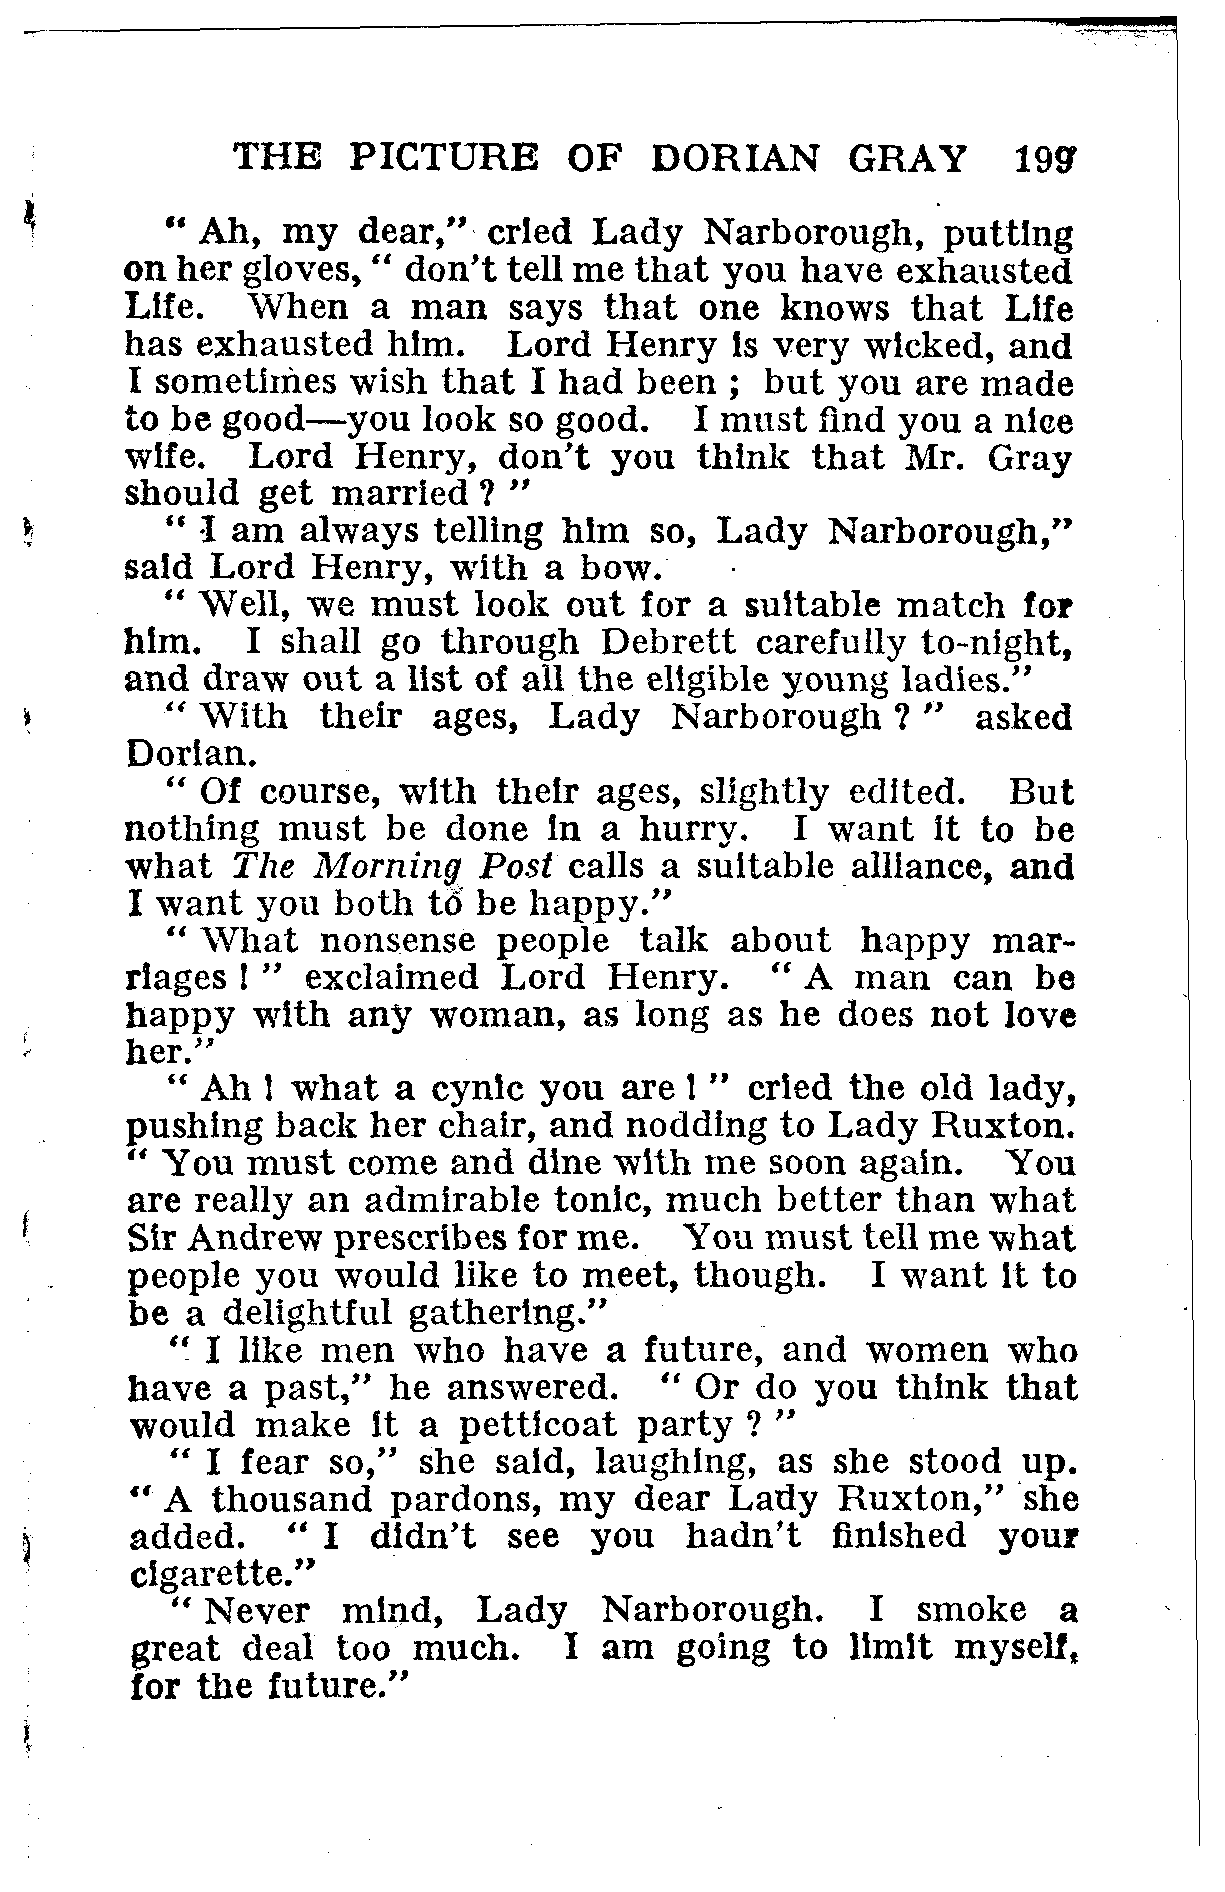 THE PICTURE OF DORIAN GRAY 199
“ Ah, my dear,” cried Lady Narborough, putting
on her gloves, “ don’t tell me that you have exhausted
Life. When a man says that one knows that Life
has exhausted him. Lord Henry is very wicked, and
I sometimes wish that I had been ; but you are made
to be good—you look so good. I must find you a nice
wife. Lord Henry, don’t you think that Mr. Gray
should get married ? ”
“ I am always telling him so, Lady Narborough,”
said Lord Henry, with a bow.
“ Well, we must look out for a suitable match for
him. I shall go through Debrett carefully to-night,
and draw out a list of all the eligible young ladies.”
“ With their ages, Lady Narborough ? ” asked
Dorian.
“ Of course, with their ages, slightly edited. But
nothing must be done in a hurry. I want it to be
what The Morning Post calls a suitable alliance, and
I want you both to be happy.”
“ What nonsense people talk about happy mar-
riages ! ” exclaimed Lord Henry. “ A man can be
happy with any woman, as long as he does not love
her.”
“ Ah ! what a cynic you are ! ” cried the old lady,
pushing back her chair, and nodding to Lady Ruxton.
“ You must come and dine with me soon again. You
are really an admirable tonic, much better than what
Sir Andrew prescribes for me. You must tell me what
people you would like to meet, though. I want it to
be a delightful gathering.”
“ I like men who have a future, and women who
have a past,” he answered. “ Or do you think that
would make it a petticoat party ? ”
“ I fear so,” she said, laughing, as she stood up.
“ A thousand pardons, my dear Lady Ruxton,” she
added. “ I didn’t see you hadn’t finished your
cigarette.”
“ Never mind, Lady Narborough. I smoke a
great deal too much. I am going to limit myself,
for the future.”